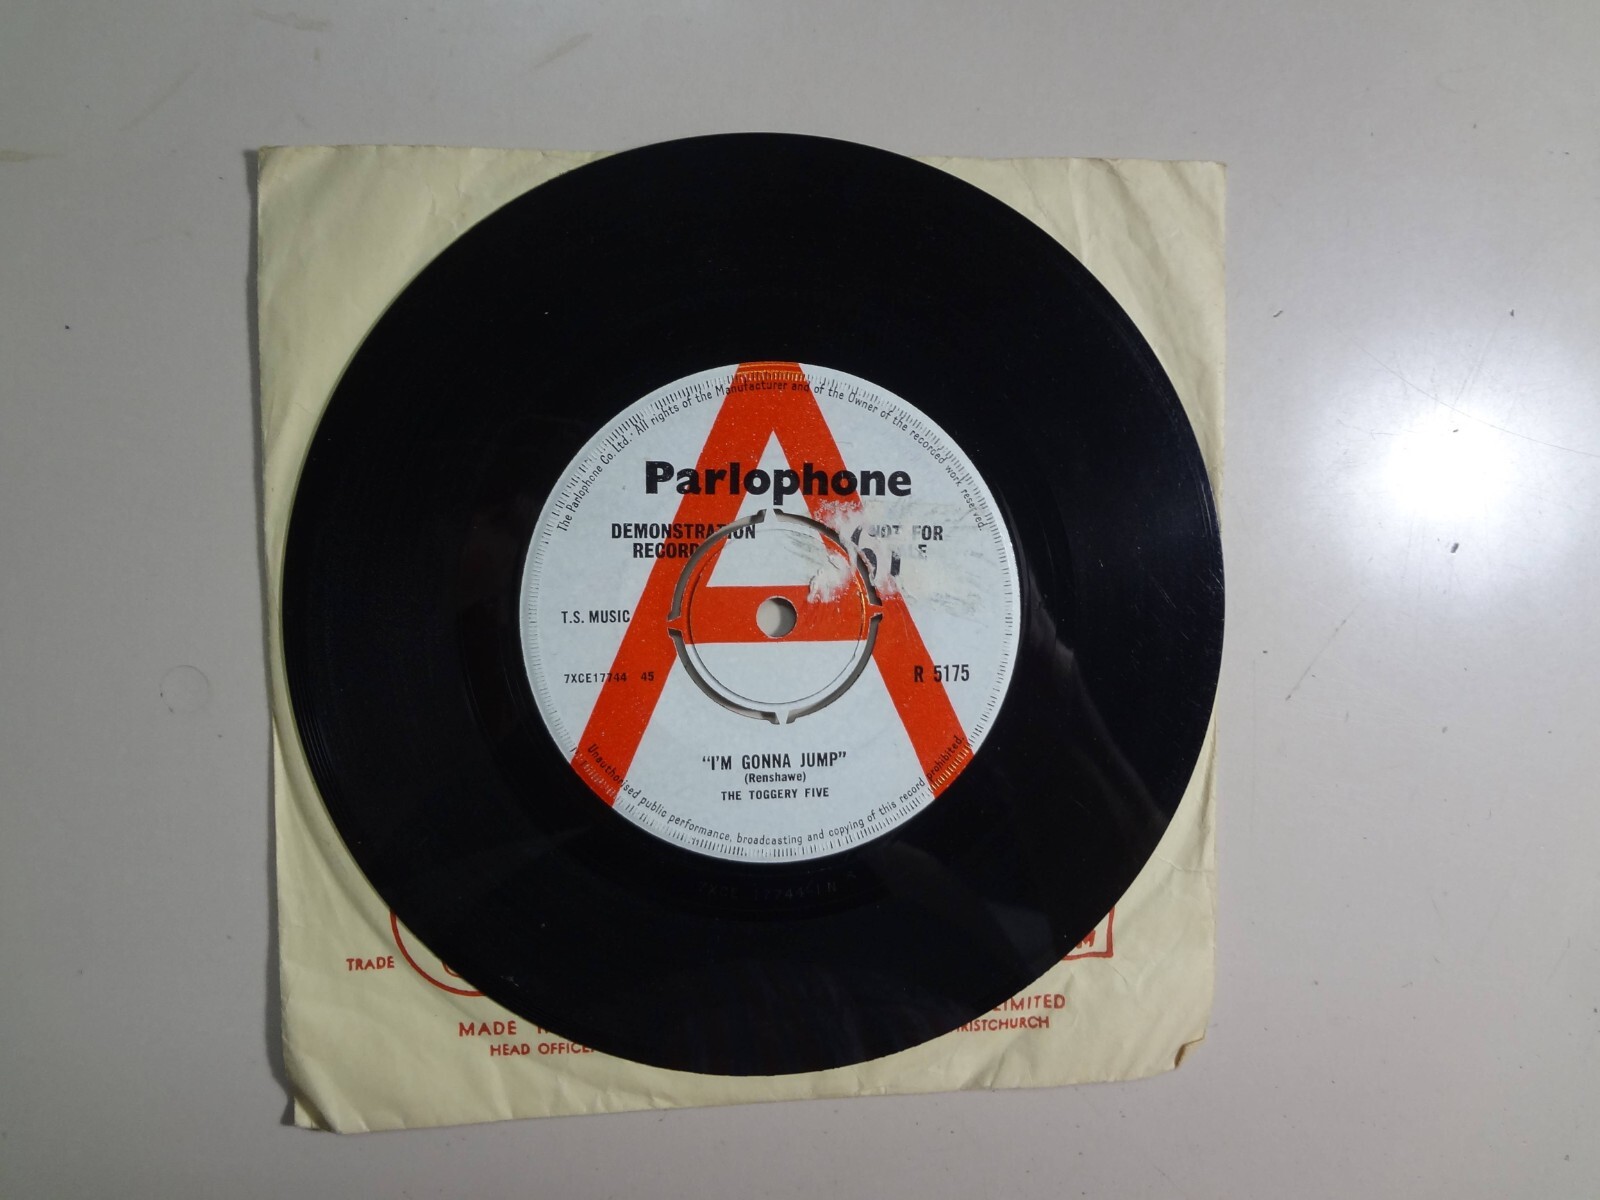 The Parlophone Co. Ltd. · All rights of the Manufacturer and of the Owner of the recorded work reserved.
Parlophone
DEMONSTRATION RECORD
NOT FOR
T.S. MUSIC
7XCE17744 45
R 5175
"I'M GONNA JUMP"
(Renshawe)
THE TOGGERY FIVE
Unauthorised public performance, broadcasting and copying of this record prohibited.
7XCE 17744
TRADE
MADE
LIMITED
HEAD OFFICE